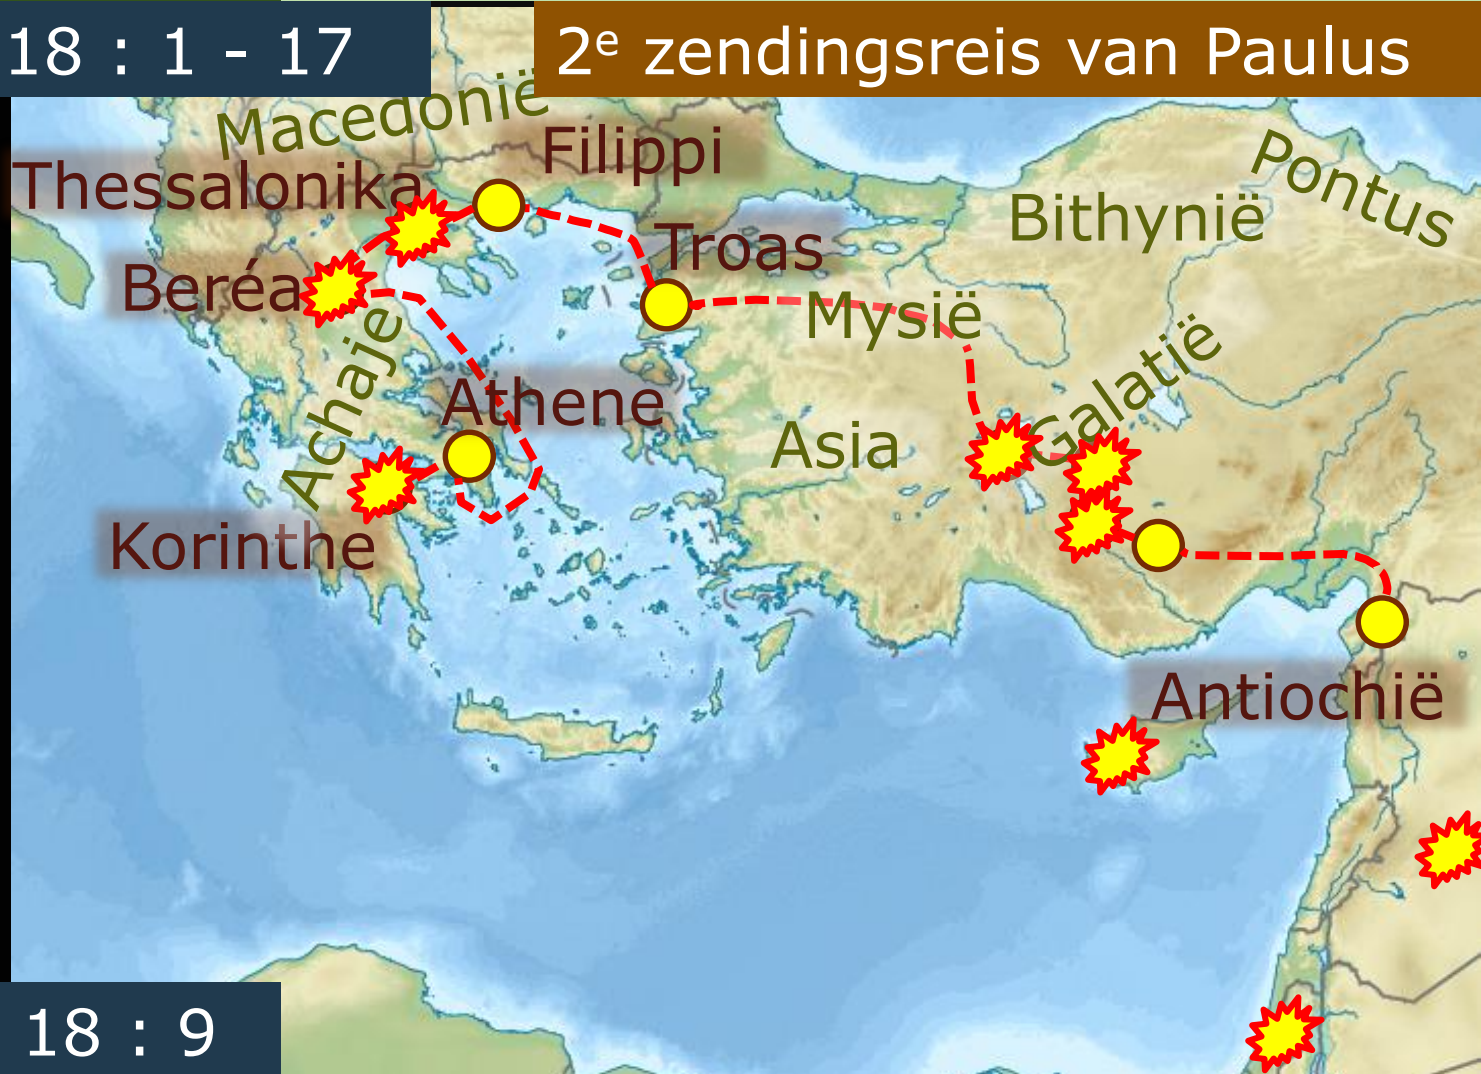 18 : 1 - 17
2e zendingsreis van Paulus
Macedonië
Filippi
Pontus
Thessalonika
Bithynië
Troas
Beréa
Mysië
Galatië
Achaje
Athene
Asia
Korinthe
Antiochië
18 : 9